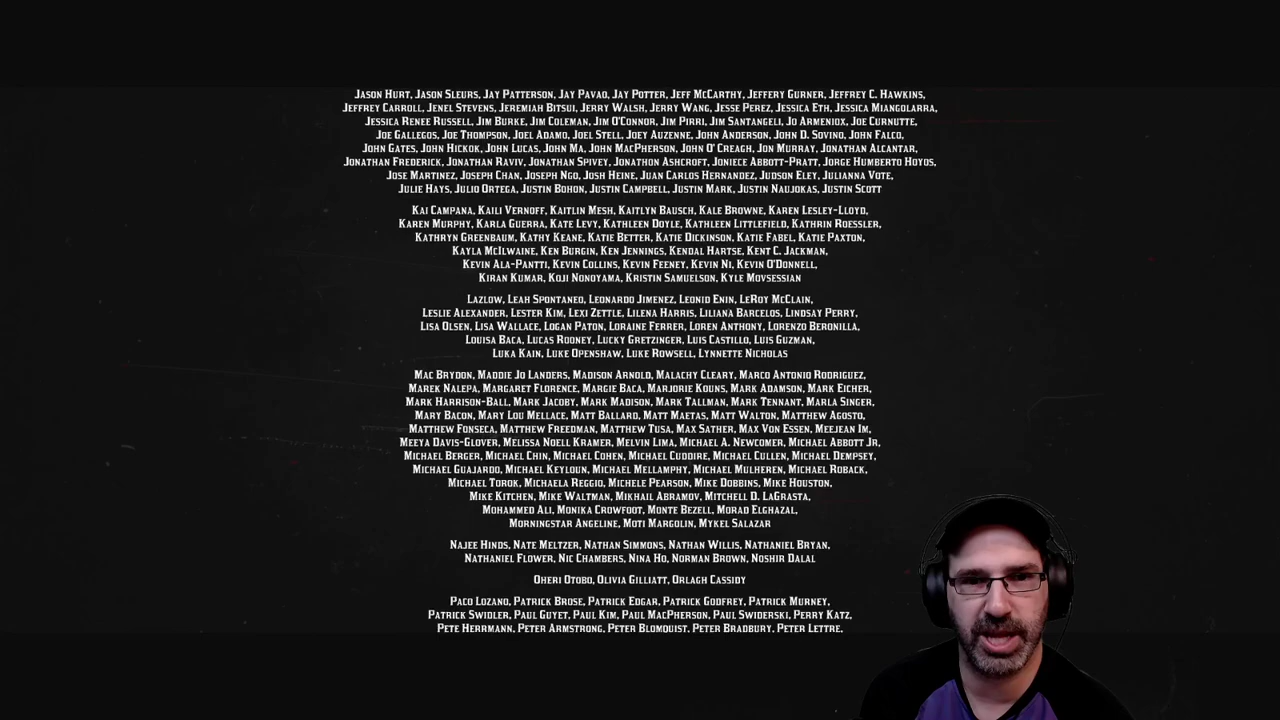 Jason Hurt, Jason Sleurs, Jay Patterson, Jay Pavao, Jay Potter, Jeff McCarthy, Jeffery Gurner, Jeffrey C. Hawkins,
Jeffrey Carroll, Jenel Stevens, Jeremiah Bitsui, Jerry Walsh, Jerry Wang, Jesse Perez, Jessica Eth, Jessica Miangolarra,
Jessica Renee Russell, Jim Burke, Jim Coleman, Jim O'Connor, Jim Pirri, Jim Santangeli, Jo Armeniox, Joe Curnutte,
Joe Gallegos, Joe Thompson, Joel Adamo, Joel Stell, Joey Auzenne, John Anderson, John D. Sovino, John Falco,
John Gates, John Hickok, John Lucas, John Ma, John MacPherson, John O' Creagh, Jon Murray, Jonathan Alcantar,
Jonathan Frederick, Jonathan Raviv, Jonathan Spivey, Jonathon Ashcroft, Joniece Abbott-Pratt, Jorge Humberto Hoyos,
Jose Martinez, Joseph Chan, Joseph Ngo, Josh Heine, Juan Carlos Hernandez, Judson Eley, Julianna Vote,
Julie Hays, Julio Ortega, Justin Bohon, Justin Campbell, Justin Mark, Justin Naujokas, Justin Scott
Kai Campana, Kaili Vernoff, Kaitlin Mesh, Kaitlyn Bausch, Kale Browne, Karen Lesley-Lloyd,
Karen Murphy, Karla Guerra, Kate Levy, Kathleen Doyle, Kathleen Littlefield, Kathrin Roessler,
Kathryn Greenbaum, Kathy Keane, Katie Better, Katie Dickinson, Katie Fabel, Katie Paxton,
Kayla McIlwaine, Ken Burgin, Ken Jennings, Kendal Hartse, Kent C. Jackman,
Kevin Ala-Pantti, Kevin Collins, Kevin Feeney, Kevin Ni, Kevin O'Donnell,
Kiran Kumar, Koji Nonoyama, Kristin Samuelson, Kyle Movsessian
Lazlow, Leah Spontaneo, Leonardo Jimenez, Leonid Enin, LeRoy McClain,
Leslie Alexander, Lester Kim, Lexi Zettle, Lilena Harris, Liliana Barcelos, Lindsay Perry,
Lisa Olsen, Lisa Wallace, Logan Paton, Loraine Ferrer, Loren Anthony, Lorenzo Beronilla,
Louisa Baca, Lucas Rooney, Lucky Gretzinger, Luis Castillo, Luis Guzman,
Luka Kain, Luke Openshaw, Luke Rowsell, Lynnette Nicholas
Mac Brydon, Maddie Jo Landers, Madison Arnold, Malachy Cleary, Marco Antonio Rodriguez,
Marek Nalepa, Margaret Florence, Margie Baca, Marjorie Kouns, Mark Adamson, Mark Eicher,
Mark Harrison-Ball, Mark Jacoby, Mark Madison, Mark Tallman, Mark Tennant, Marla Singer,
Mary Bacon, Mary Lou Mellace, Matt Ballard, Matt Maetas, Matt Walton, Matthew Agosto,
Matthew Fonseca, Matthew Freedman, Matthew Tusa, Max Sather, Max Von Essen, Meejean Im,
Meeya Davis-Glover, Melissa Noell Kramer, Melvin Lima, Michael A. Newcomer, Michael Abbott Jr,
Michael Berger, Michael Chin, Michael Cohen, Michael Cuddire, Michael Cullen, Michael Dempsey,
Michael Guajardo, Michael Keyloun, Michael Mellamphy, Michael Mulheren, Michael Roback,
Michael Torok, Michaela Reggio, Michele Pearson, Mike Dobbins, Mike Houston,
Mike Kitchen, Mike Waltman, Mikhail Abramov, Mitchell D. LaGrasta,
Mohammed Ali, Monika Crowfoot, Monte Bezell, Morad Elghazal,
Morningstar Angeline, Moti Margolin, Mykel Salazar
Najee Hinds, Nate Meltzer, Nathan Simmons, Nathan Willis, Nathaniel Bryan,
Nathaniel Flower, Nic Chambers, Nina Ho, Norman Brown, Noshir Dalal
Oheri Otobo, Olivia Gilliatt, Orlagh Cassidy
Paco Lozano, Patrick Brose, Patrick Edgar, Patrick Godfrey, Patrick Murney,
Patrick Swidler, Paul Guyet, Paul Kim, Paul MacPherson, Paul Swiderski, Perry Katz,
Pete Herrmann, Peter Armstrong, Peter Blomquist, Peter Bradbury, Peter Lettre,